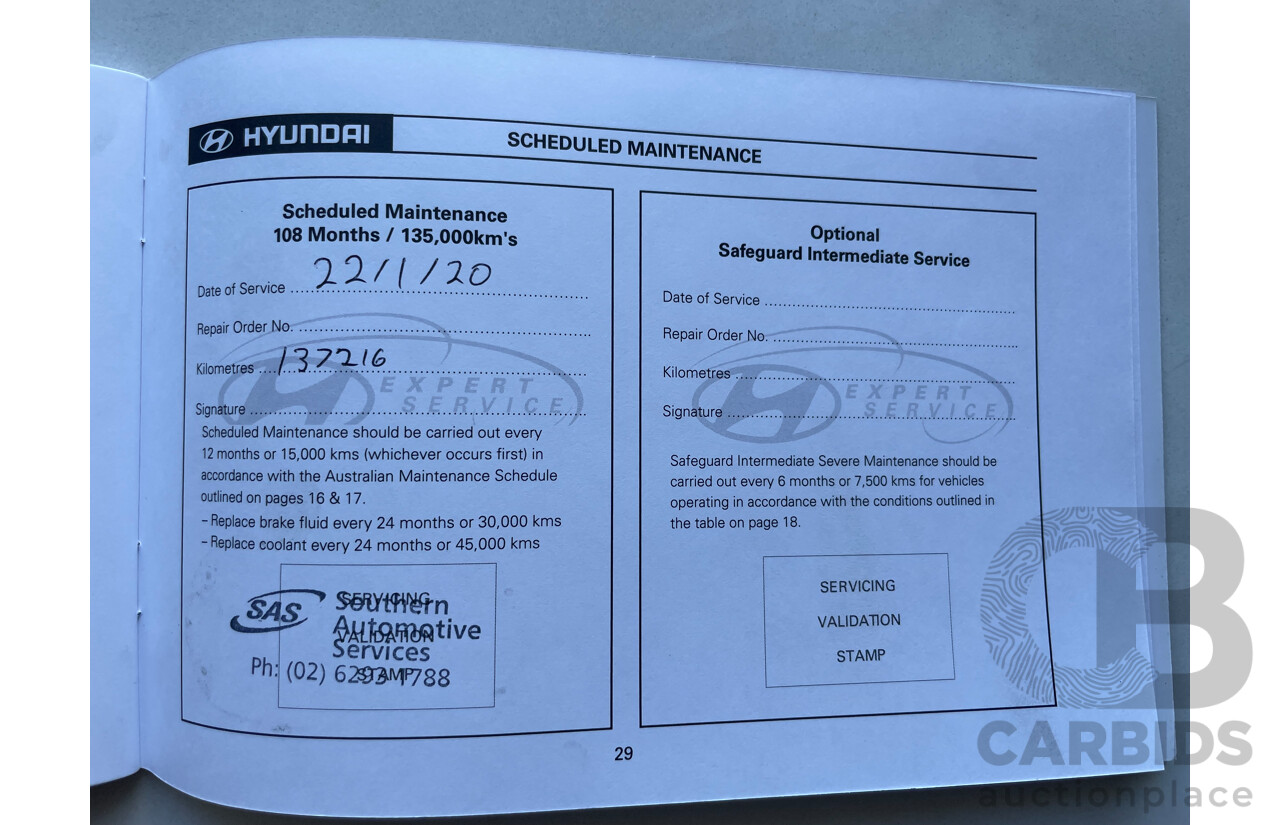 HYUNDAI
SCHEDULED MAINTENANCE
Scheduled Maintenance
108 Months / 135,000km's
Date of Service 22/1/20
Repair Order No.
Kilometres 137216
Signature
EXPERT
SERVICE
Scheduled Maintenance should be carried out every
12 months or 15,000 kms (whichever occurs first) in
accordance with the Australian Maintenance Schedule
outlined on pages 16 & 17.
– Replace brake fluid every 24 months or 30,000 kms
– Replace coolant every 24 months or 45,000 kms
SERVICING
VALIDATION
STAMP
SAS Southern
Automotive
Services
Ph: (02) 6293 1788
Optional
Safeguard Intermediate Service
Date of Service
Repair Order No.
Kilometres
Signature
EXPERT
SERVICE
Safeguard Intermediate Severe Maintenance should be
carried out every 6 months or 7,500 kms for vehicles
operating in accordance with the conditions outlined in
the table on page 18.
SERVICING
VALIDATION
STAMP
29
CB
CARBIDS
auctionplace